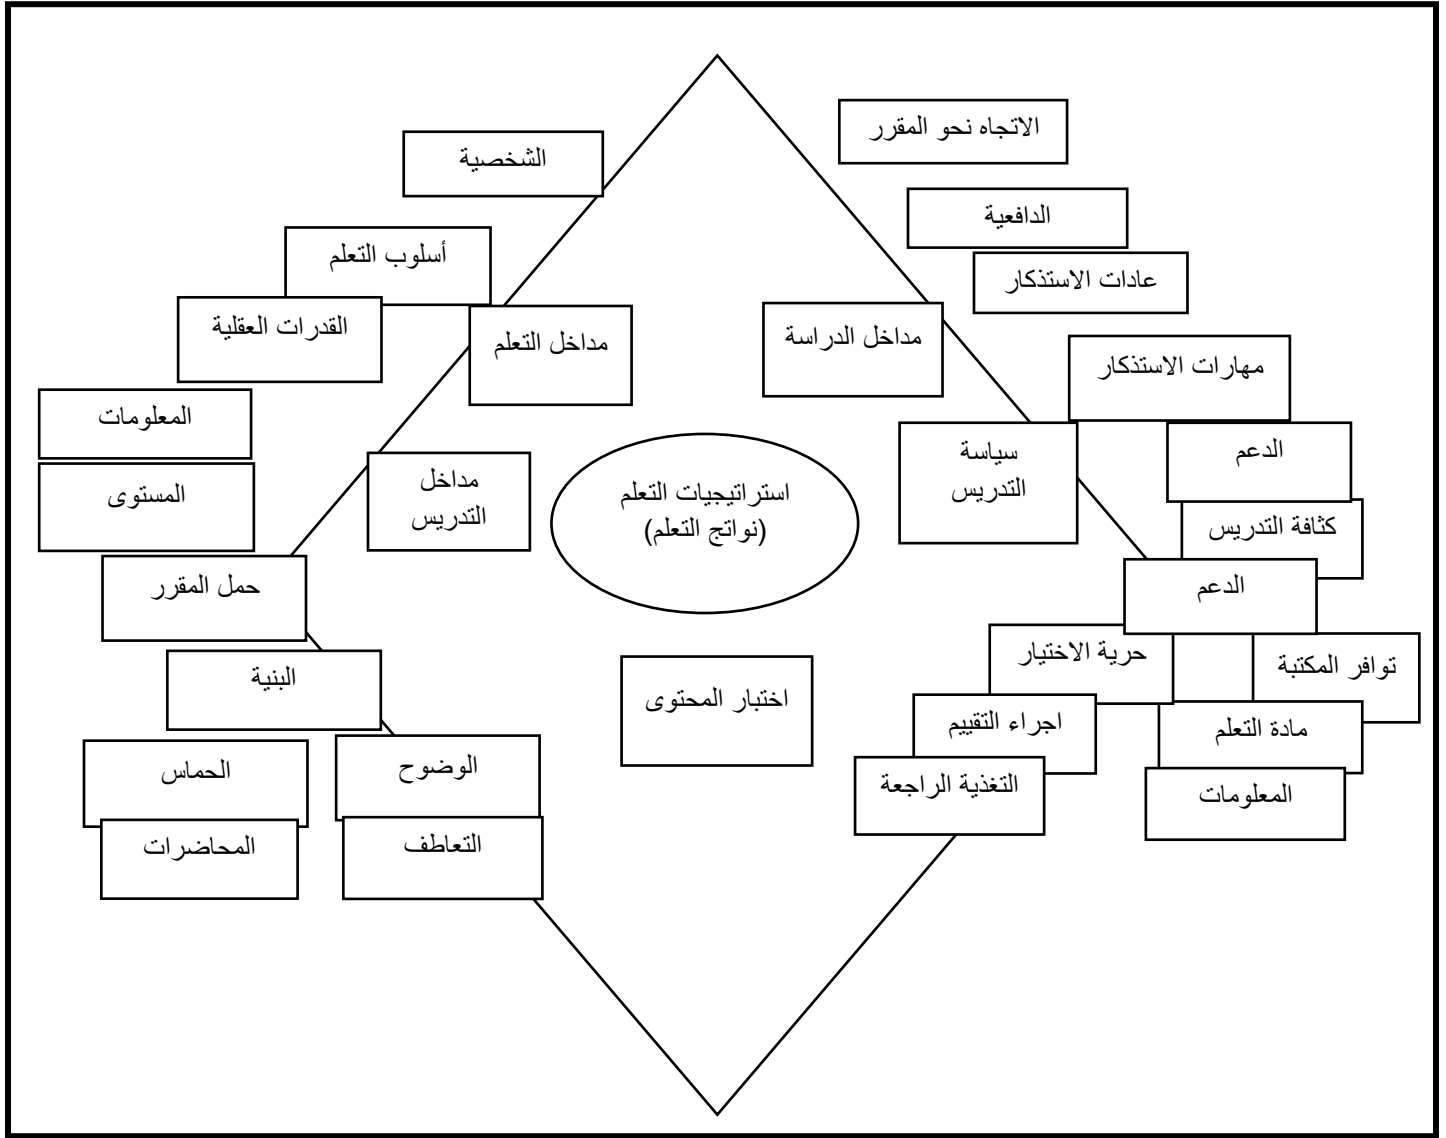 الاتجاه نحو المقرر
الشخصية
الدافعية
أسلوب التعلم
عادات الاستذكار
القدرات العقلية
مداخل الدراسة
مداخل التعلم
مهارات الاستذكار
المعلومات
الدعم
سياسة
التدريس
مداخل
التدريس
المستوى
استراتيجيات التعلم
(نواتج التعلم)
كثافة التدريس
الدعم
حمل المقرر
حرية الاختيار
توافر المكتبة
البنية
اختبار المحتوى
اجراء التقييم
مادة التعلم
الوضوح
الحماس
التغذية الراجعة
المعلومات
التعاطف
المحاضرات